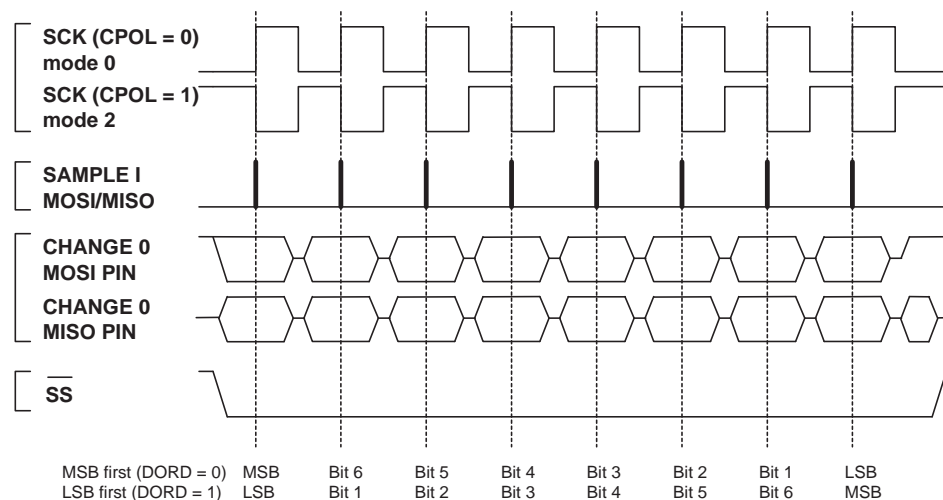 SCK (CPOL = 0)
mode 0
SCK (CPOL = 1)
mode 2
SAMPLE I
MOSI/MISO
CHANGE 0
MOSI PIN
CHANGE 0
MISO PIN
SS
MSB first (DORD = 0) MSB Bit 6 Bit 5 Bit 4 Bit 3 Bit 2 Bit 1 LSB
LSB first (DORD = 1) LSB Bit 1 Bit 2 Bit 3 Bit 4 Bit 5 Bit 6 MSB